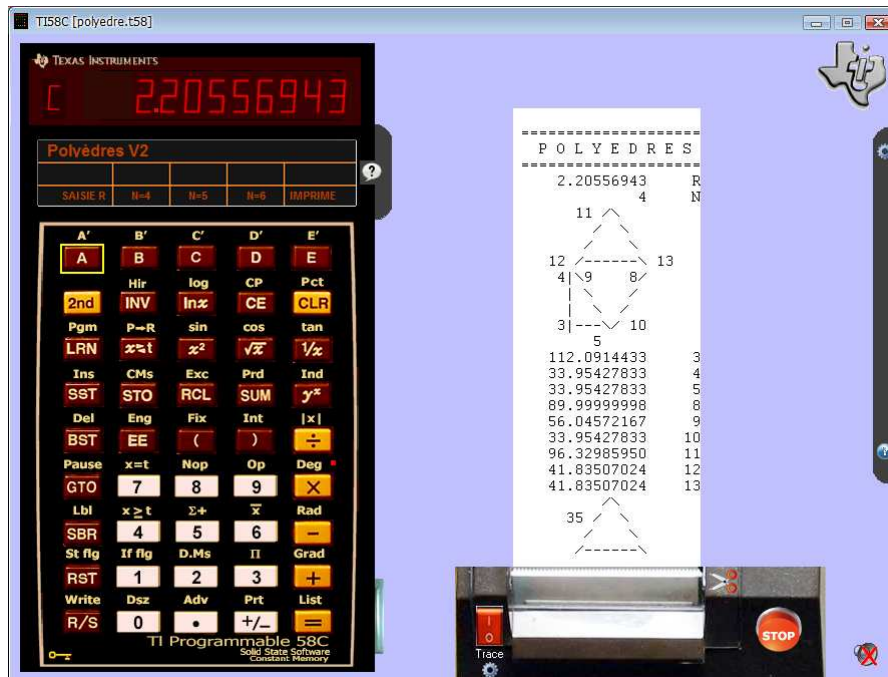 TI58C [polyedre.t58]
TEXAS INSTRUMENTS
C 2.20556943
Polyèdres V2
SAISIE R N=4 N=5 N=6 IMPRIME
A' B' C' D' E'
A B C D E
Hir log CP Pct
2nd INV lnx CE CLR
Pgm P→R sin cos tan
LRN x⇄t x² √x 1/x
Ins CMs Exc Prd Ind
SST STO RCL SUM yˣ
Del Eng Fix Int |x|
BST EE ( ) ÷
Pause x=t Nop Op Deg
GTO 7 8 9 ×
Lbl x≥t Σ+ x̄ Rad
SBR 4 5 6 −
St flg If flg D.Ms Π Grad
RST 1 2 3 +
Write Dsz Adv Prt List
R/S 0 . +/− =
TI Programmable 58C
Solid State Software
Constant Memory
====================
P O L Y E D R E S
====================
2.20556943 R
4 N
11 /\
/ \
/ \
12 /------\ 13
4|\9 8/
| \ /
| \ /
3|---\/ 10
5
112.0914433 3
33.95427833 4
33.95427833 5
89.99999998 8
56.04572167 9
33.95427833 10
96.32985950 11
41.83507024 12
41.83507024 13
/\
35 / \
/ \
/------\
Trace
STOP